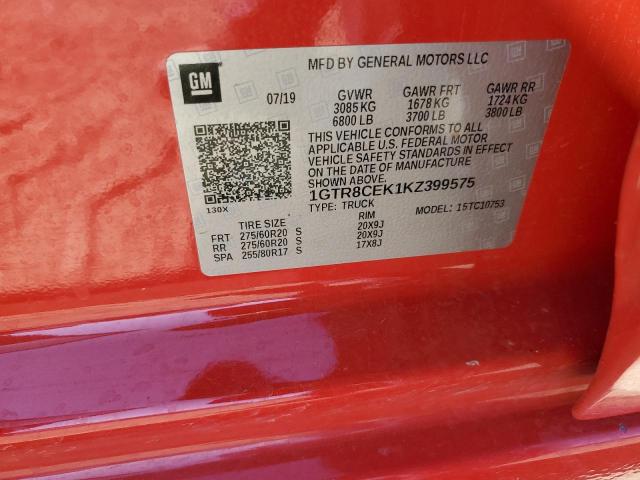 GM
MFD BY GENERAL MOTORS LLC
07/19 GVWR GAWR FRT GAWR RR
3085 KG 1678 KG 1724 KG
6800 LB 3700 LB 3800 LB
THIS VEHICLE CONFORMS TO ALL
APPLICABLE U.S. FEDERAL MOTOR
VEHICLE SAFETY STANDARDS IN EFFECT
ON THE DATE OF MANUFACTURE
SHOWN ABOVE.
1GTR8CEK1KZ399575
130X TYPE: TRUCK MODEL: 15TC10753
TIRE SIZE RIM
FRT 275/60R20 S 20X9J
RR 275/60R20 S 20X9J
SPA 255/80R17 S 17X8J